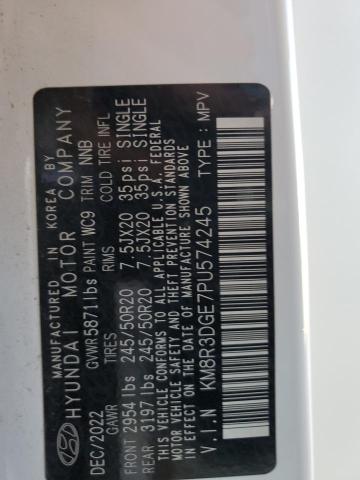 MANUFACTURED IN KOREA BY
HYUNDAI MOTOR COMPANY
DEC/2022 GVWR 5871lbs PAINT WC9 TRIM NNB
GAWR TIRES RIMS COLD TIRE INFL
FRONT 2954 lbs 245/50R20 7.5JX20 35psi SINGLE
REAR 3197 lbs 245/50R20 7.5JX20 35psi SINGLE
THIS VEHICLE CONFORMS TO ALL APPLICABLE U.S.A. FEDERAL
MOTOR VEHICLE SAFETY, BUMPER, AND THEFT PREVENTION STANDARDS
IN EFFECT ON THE DATE OF MANUFACTURE SHOWN ABOVE
V.I.N KM8R3DGE7PU574245 TYPE: MPV